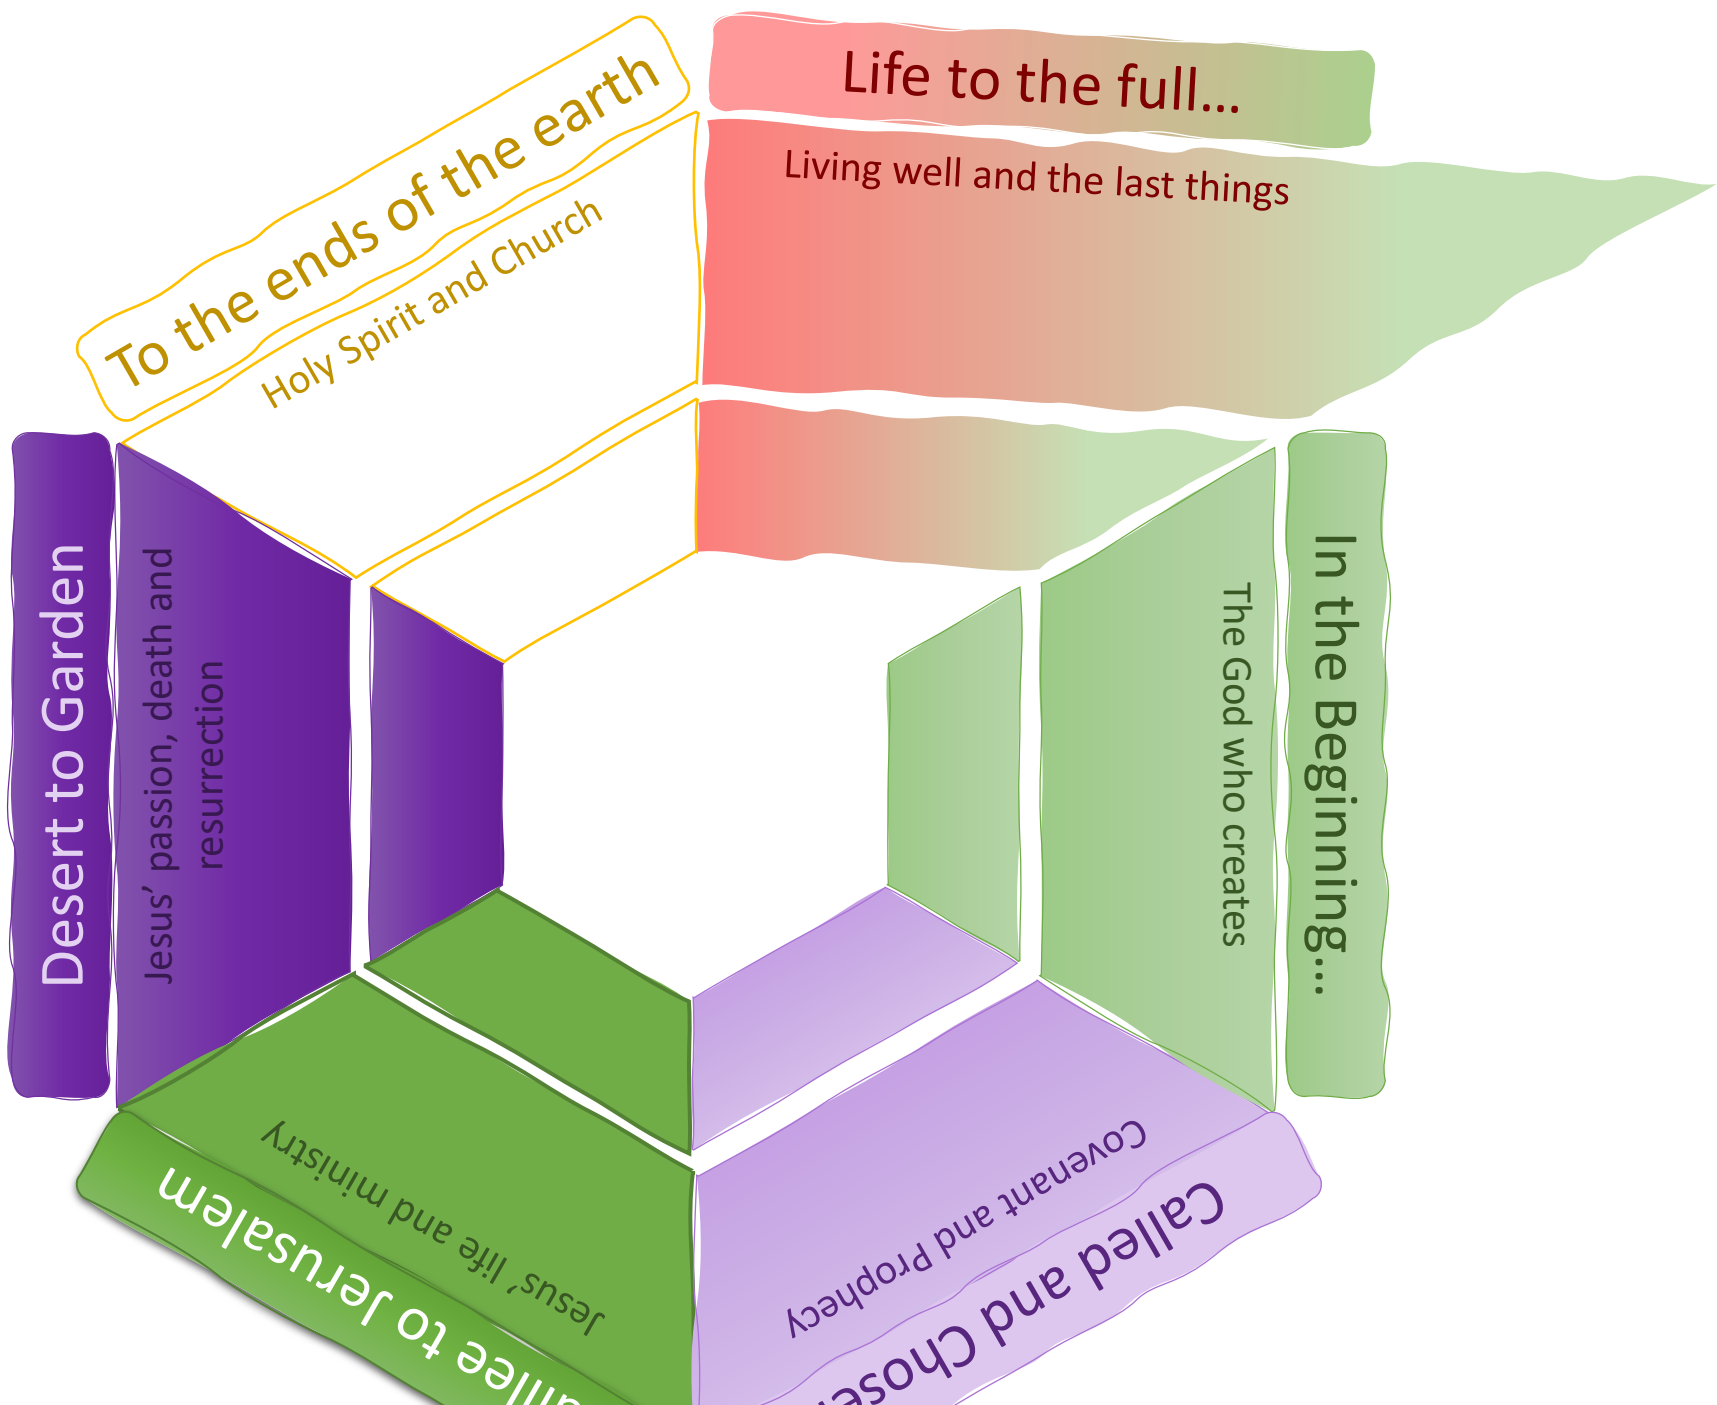 Life to the full...
Living well and the last things
In the Beginning...
The God who creates
Called and
Covenant and Prophecy
to Jerusalem
Jesus' life and ministry
Desert to Garden
Jesus' passion, death and
resurrection
To the ends of the earth
Holy Spirit and Church